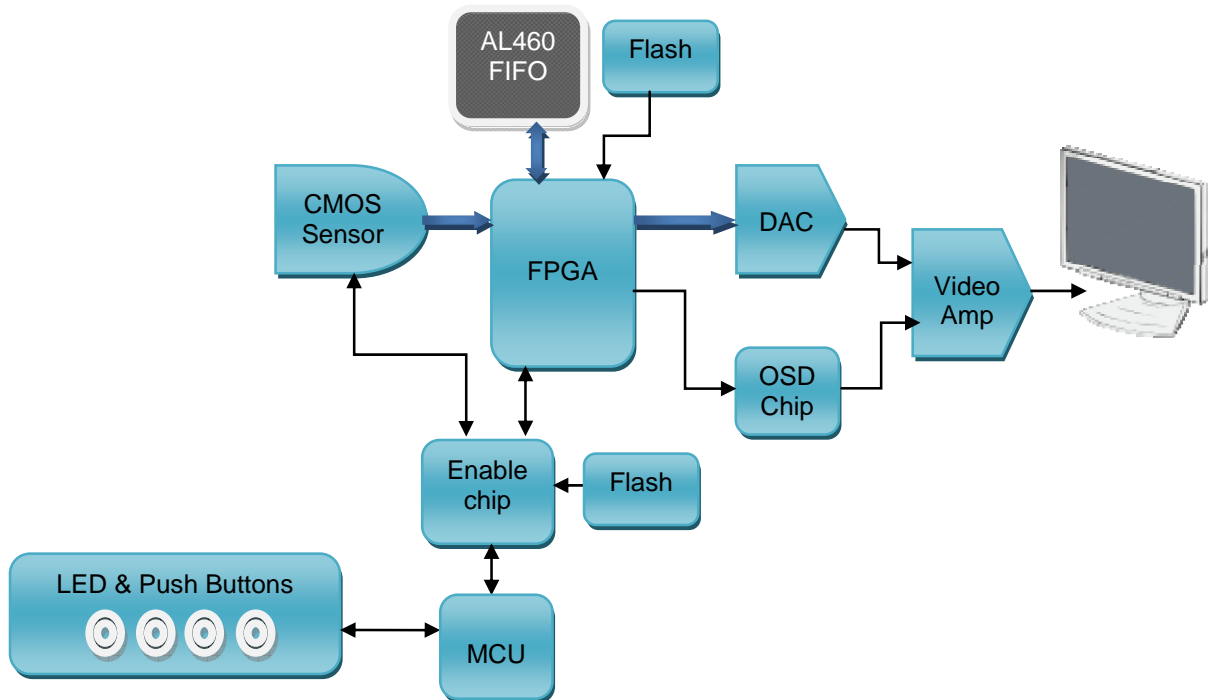 AL460
FIFO
Flash
CMOS
Sensor
FPGA
DAC
Video
Amp
OSD
Chip
Enable
chip
Flash
LED & Push Buttons
MCU